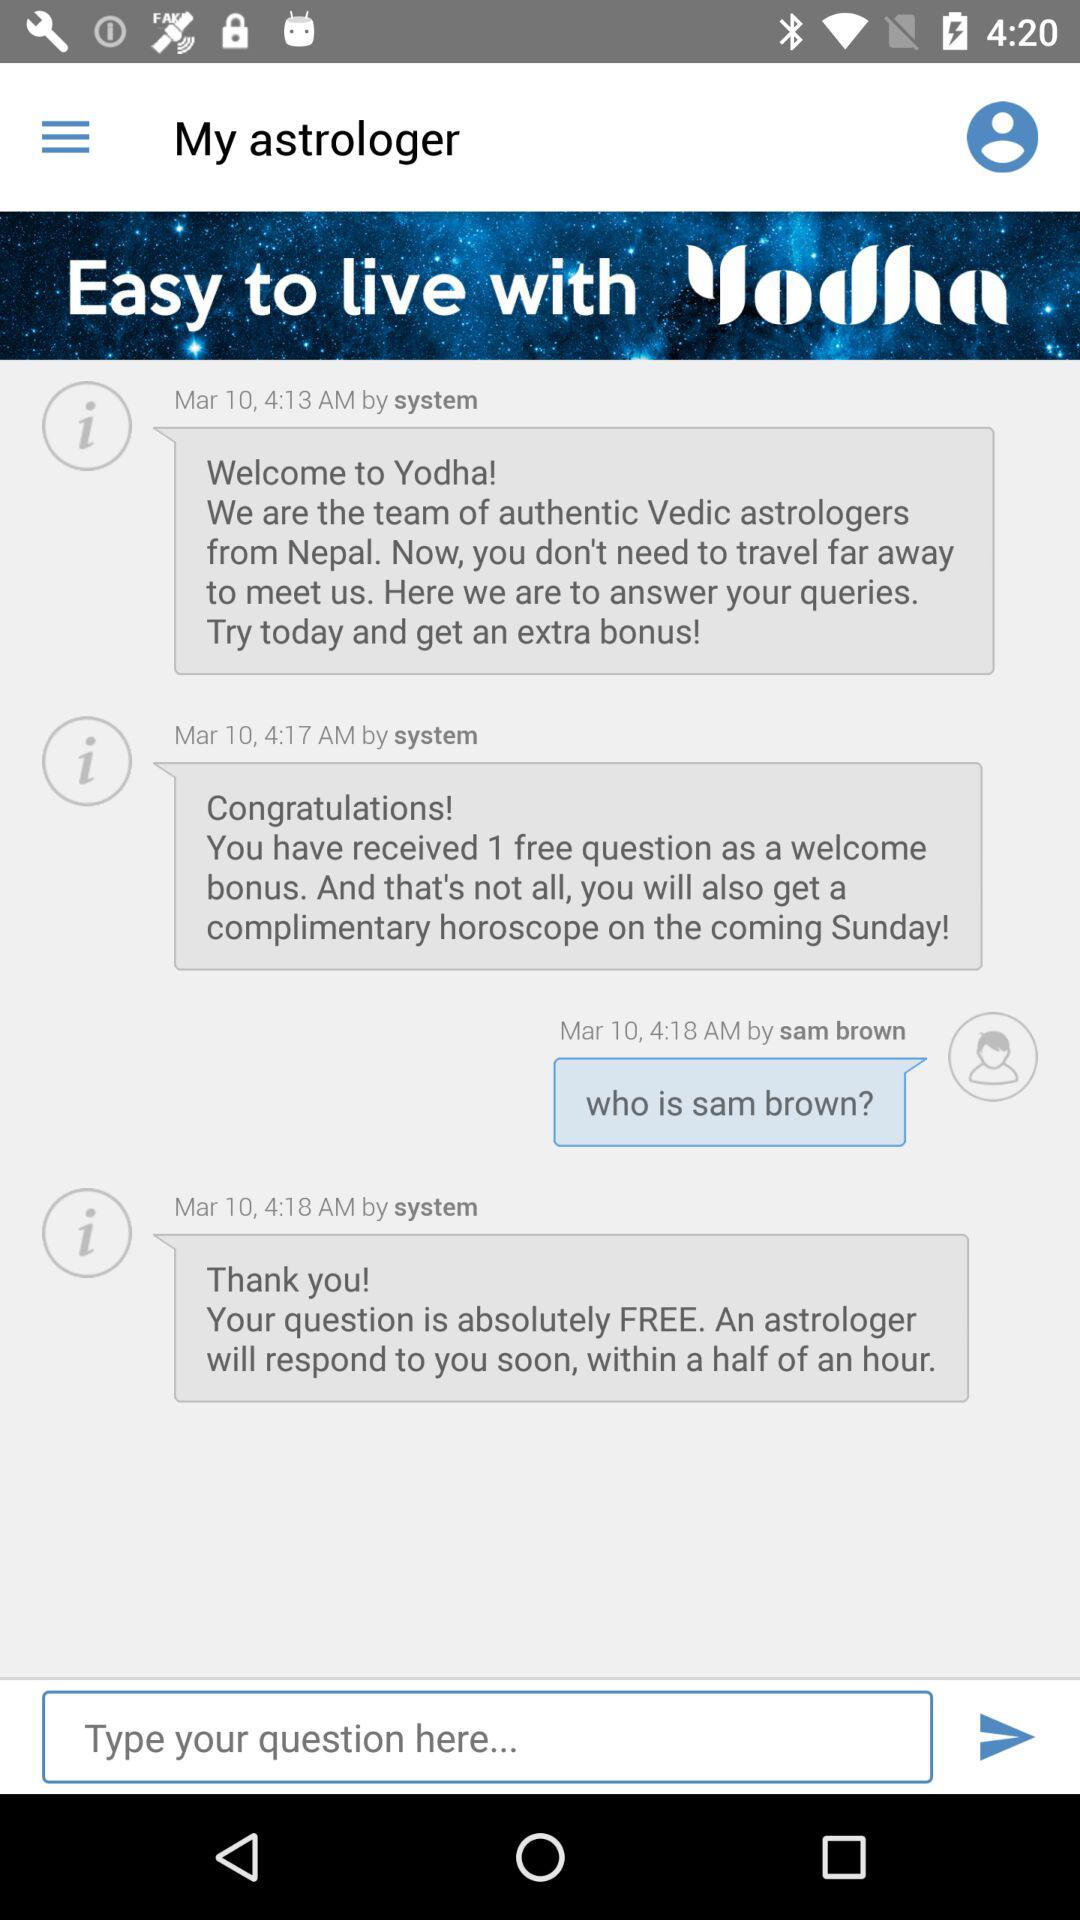 FAKE
4:20
My astrologer
Easy to live with Yodha
Mar 10, 4:13 AM by system
Welcome to Yodha!
We are the team of authentic Vedic astrologers
from Nepal. Now, you don't need to travel far away
to meet us. Here we are to answer your queries.
Try today and get an extra bonus!
Mar 10, 4:17 AM by system
Congratulations!
You have received 1 free question as a welcome
bonus. And that's not all, you will also get a
complimentary horoscope on the coming Sunday!
Mar 10, 4:18 AM by sam brown
who is sam brown?
Mar 10, 4:18 AM by system
Thank you!
Your question is absolutely FREE. An astrologer
will respond to you soon, within a half of an hour.
Type your question here...